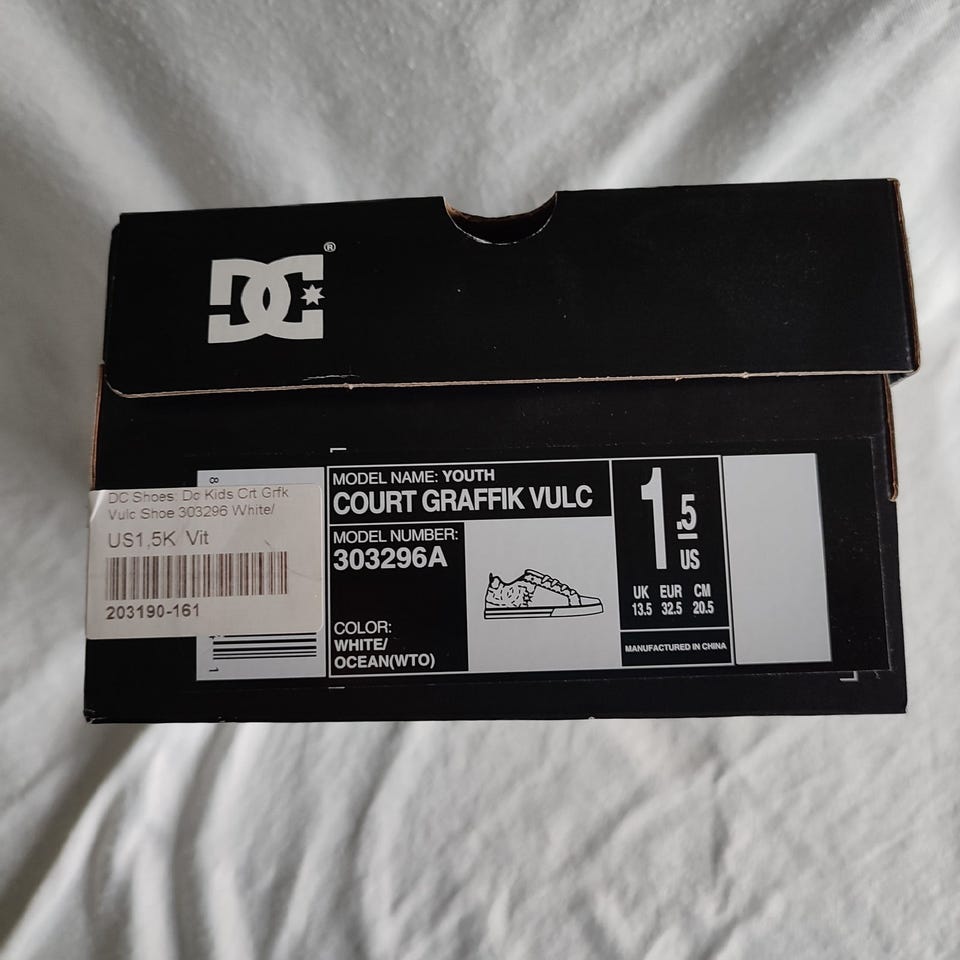 DC ®
DC Shoes: Dc Kids Crt Grfk
Vulc Shoe 303296 White/
US1,5K Vit
203190-161
8
1
MODEL NAME: YOUTH
COURT GRAFFIK VULC
MODEL NUMBER:
303296A
COLOR:
WHITE/
OCEAN(WTO)
1.5
US
UK EUR CM
13.5 32.5 20.5
MANUFACTURED IN CHINA